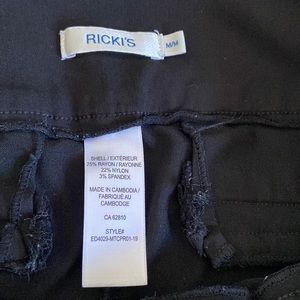 RICKI'S
M/M
SHELL / EXTÉRIEUR
75% RAYON / RAYONNE
22% NYLON
3% SPANDEX
MADE IN CAMBODIA /
FABRIQUÉ AU
CAMBODGE
CA 62810
STYLE#
ED4029-MTCPR01-19